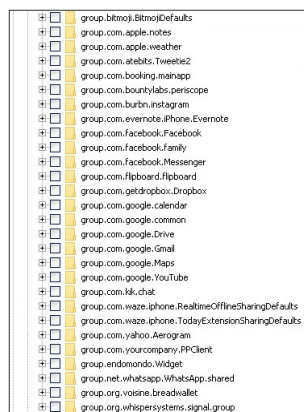 group.bitmoji.BitmojiDefaults
group.com.apple.notes
group.com.apple.weather
group.com.atebits.Tweetie2
group.com.booking.mainapp
group.com.bountylabs.periscope
group.com.burbn.instagram
group.com.evernote.iPhone.Evernote
group.com.facebook.Facebook
group.com.facebook.family
group.com.facebook.Messenger
group.com.flipboard.flipboard
group.com.getdropbox.Dropbox
group.com.google.calendar
group.com.google.common
group.com.google.Drive
group.com.google.Gmail
group.com.google.Maps
group.com.google.YouTube
group.com.kik.chat
group.com.waze.iphone.RealtimeOfflineSharingDefaults
group.com.waze.iphone.TodayExtensionSharingDefaults
group.com.yahoo.Aerogram
group.com.yourcompany.PPClient
group.endomondo.Widget
group.net.whatsapp.WhatsApp.shared
group.org.voisine.breadwallet
group.org.whispersystems.signal.group